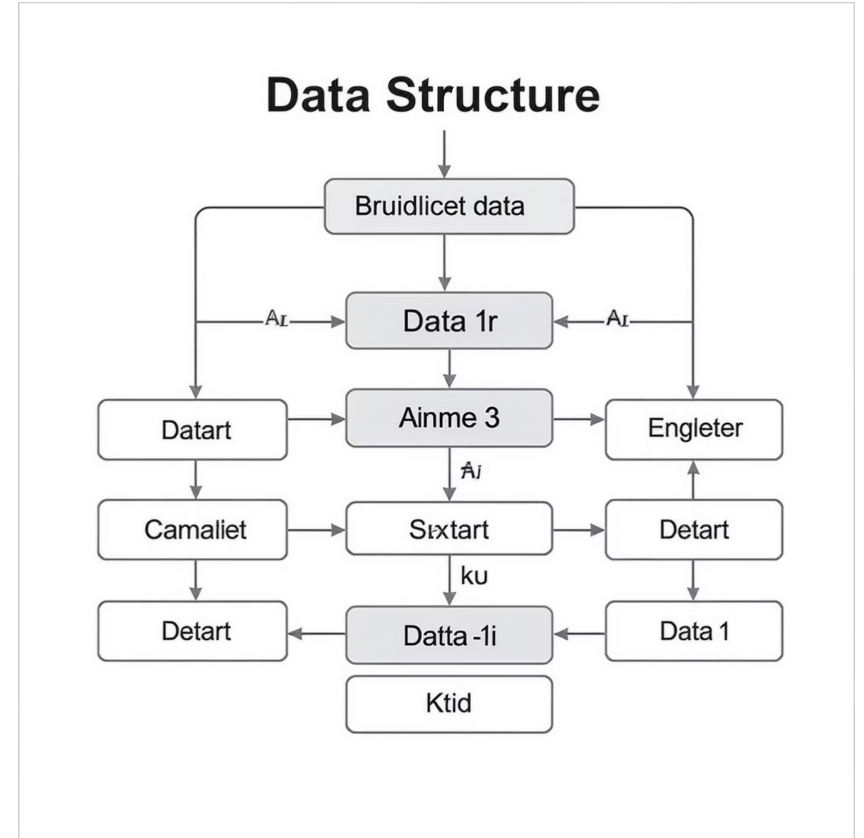 Data Structure
Bruidlicet data
Data 1r
Datart
Ainme 3
Engleter
Camaliet
Detart
ku
Detart
Datta -1i
Data 1
Ktid